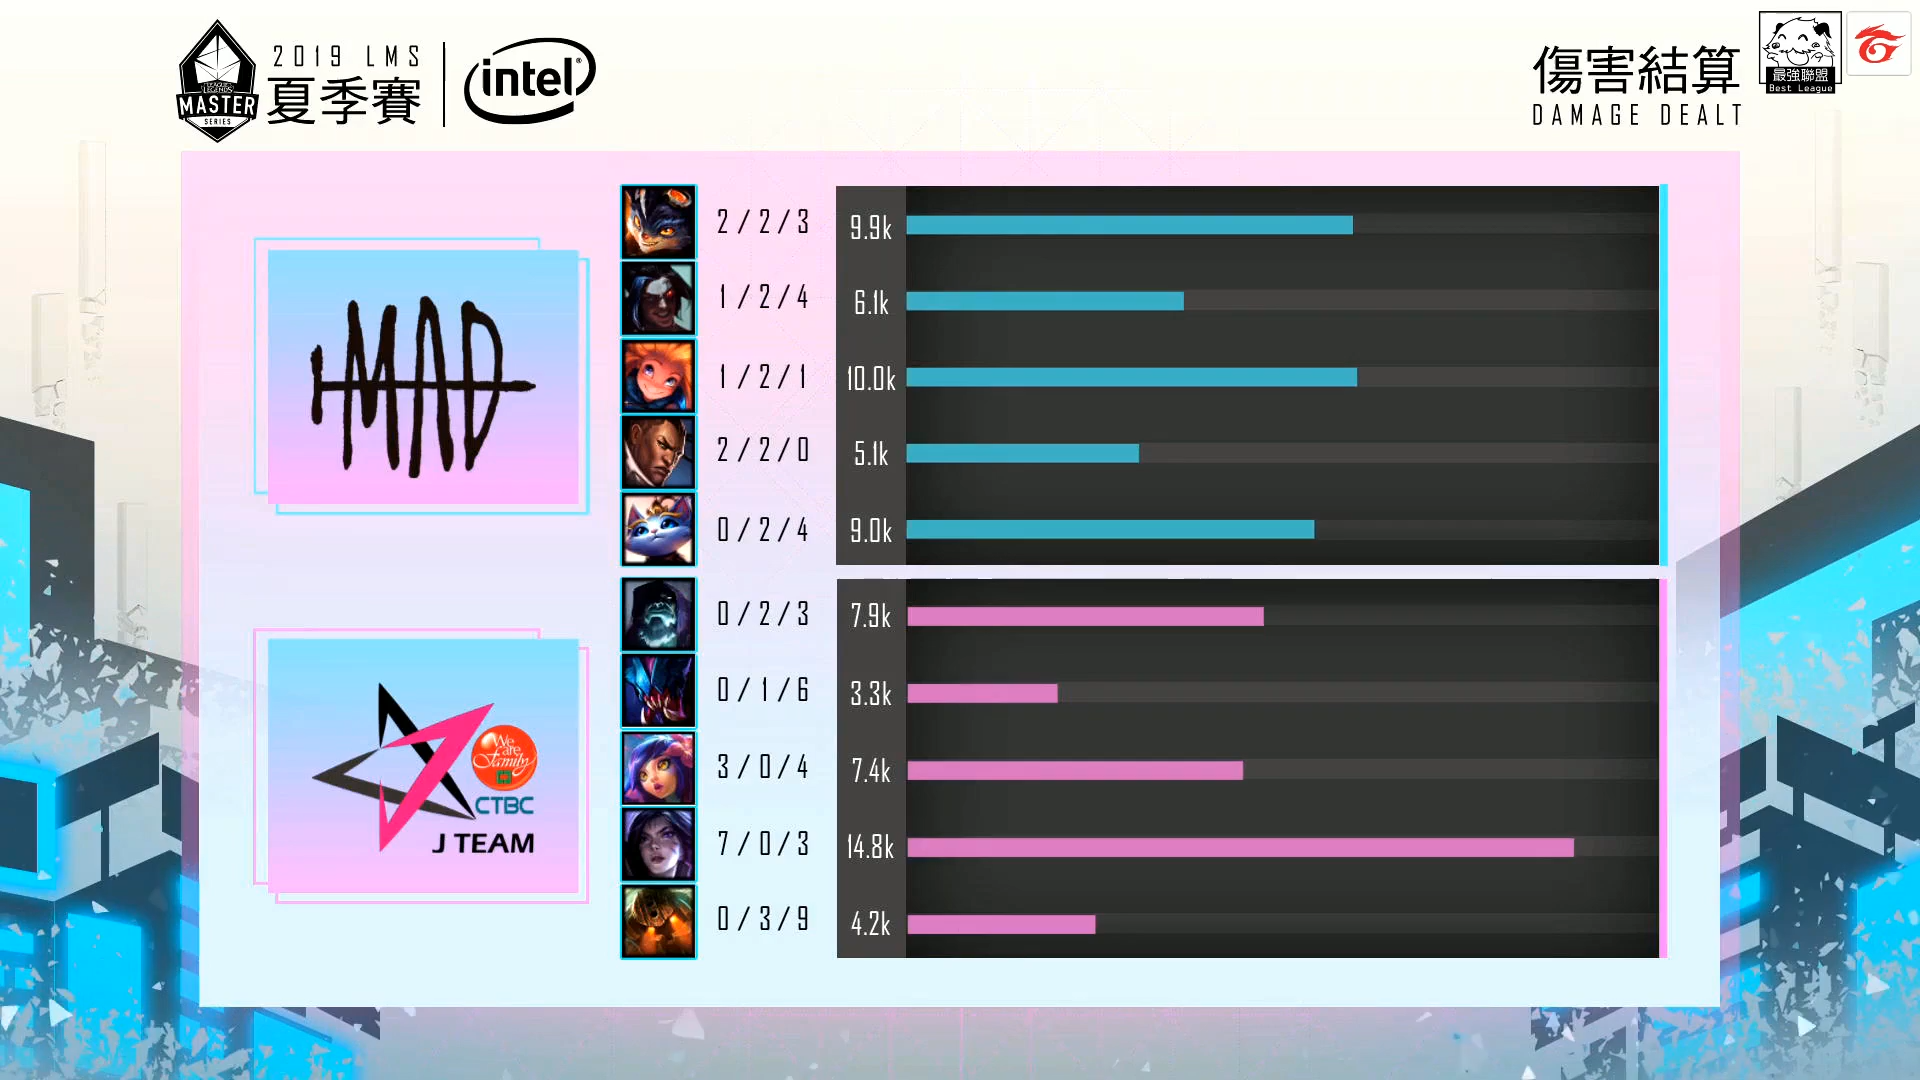 2019 LMS
夏季賽
LEAGUE OF LEGENDS
MASTER
SERIES
intel
傷害結算
DAMAGE DEALT
最強聯盟
Best League
MAD
2/2/3 9.9k
1/2/4 6.1k
1/2/1 10.0k
2/2/0 5.1k
0/2/4 9.0k
We are Family
CTBC
J TEAM
0/2/3 7.9k
0/1/6 3.3k
3/0/4 7.4k
7/0/3 14.8k
0/3/9 4.2k